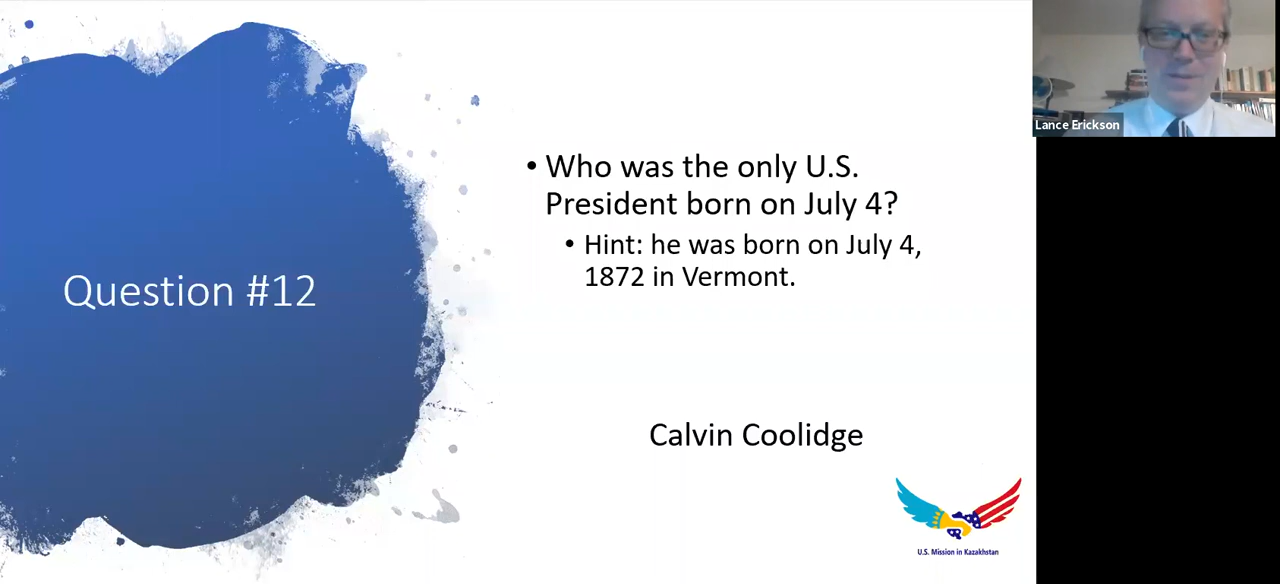 Question #12
• Who was the only U.S.
President born on July 4?
• Hint: he was born on July 4,
1872 in Vermont.
Calvin Coolidge
U.S. Mission in Kazakhstan
Lance Erickson